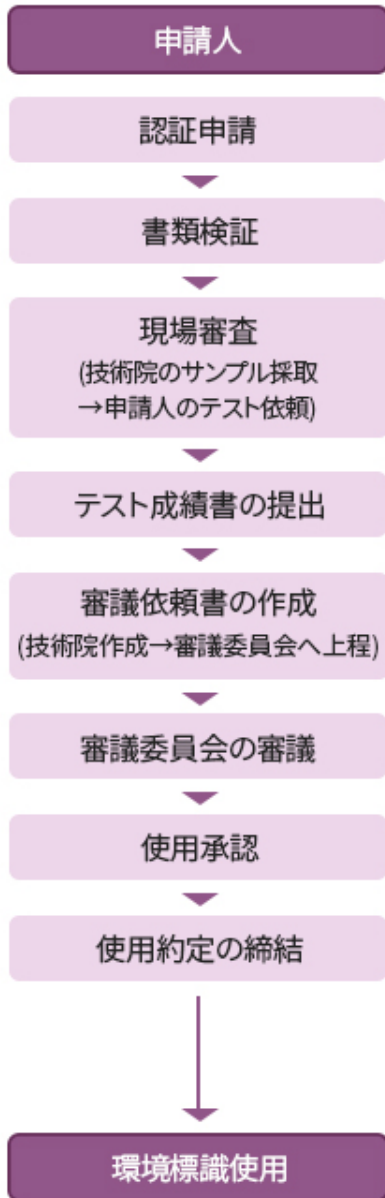 申請人
認証申請
書類検証
現場審査
(技術院のサンプル採取
→申請人のテスト依頼)
テスト成績書の提出
審議依頼書の作成
(技術院作成→審議委員会へ上程)
審議委員会の審議
使用承認
使用約定の締結
環境標識使用